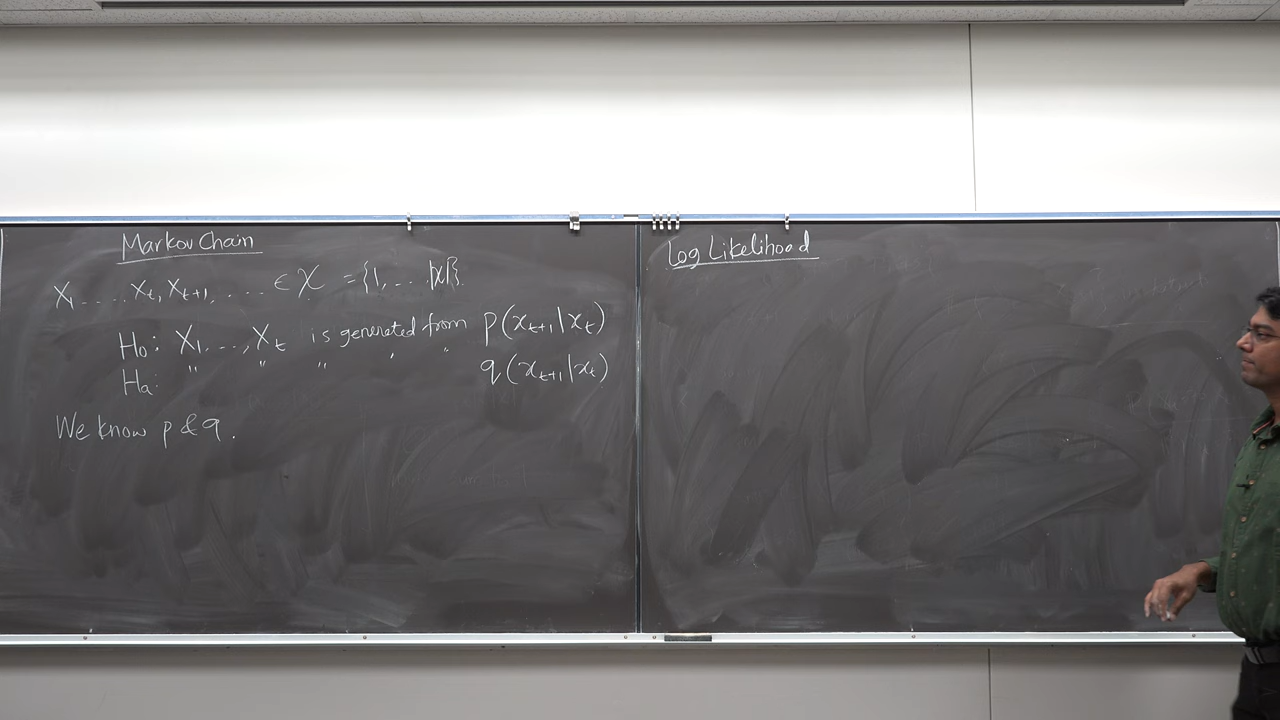 Markov Chain
X₁ .... Xₜ, Xₜ₊₁, .... ∈ 𝒳 = {1, ... |𝒳|}.
H₀: X₁, ..., Xₜ is generated from p(xₜ₊₁|xₜ)
Hₐ: " " " " " q(xₜ₊₁|xₜ)
We know p & q.
Log Likelihood